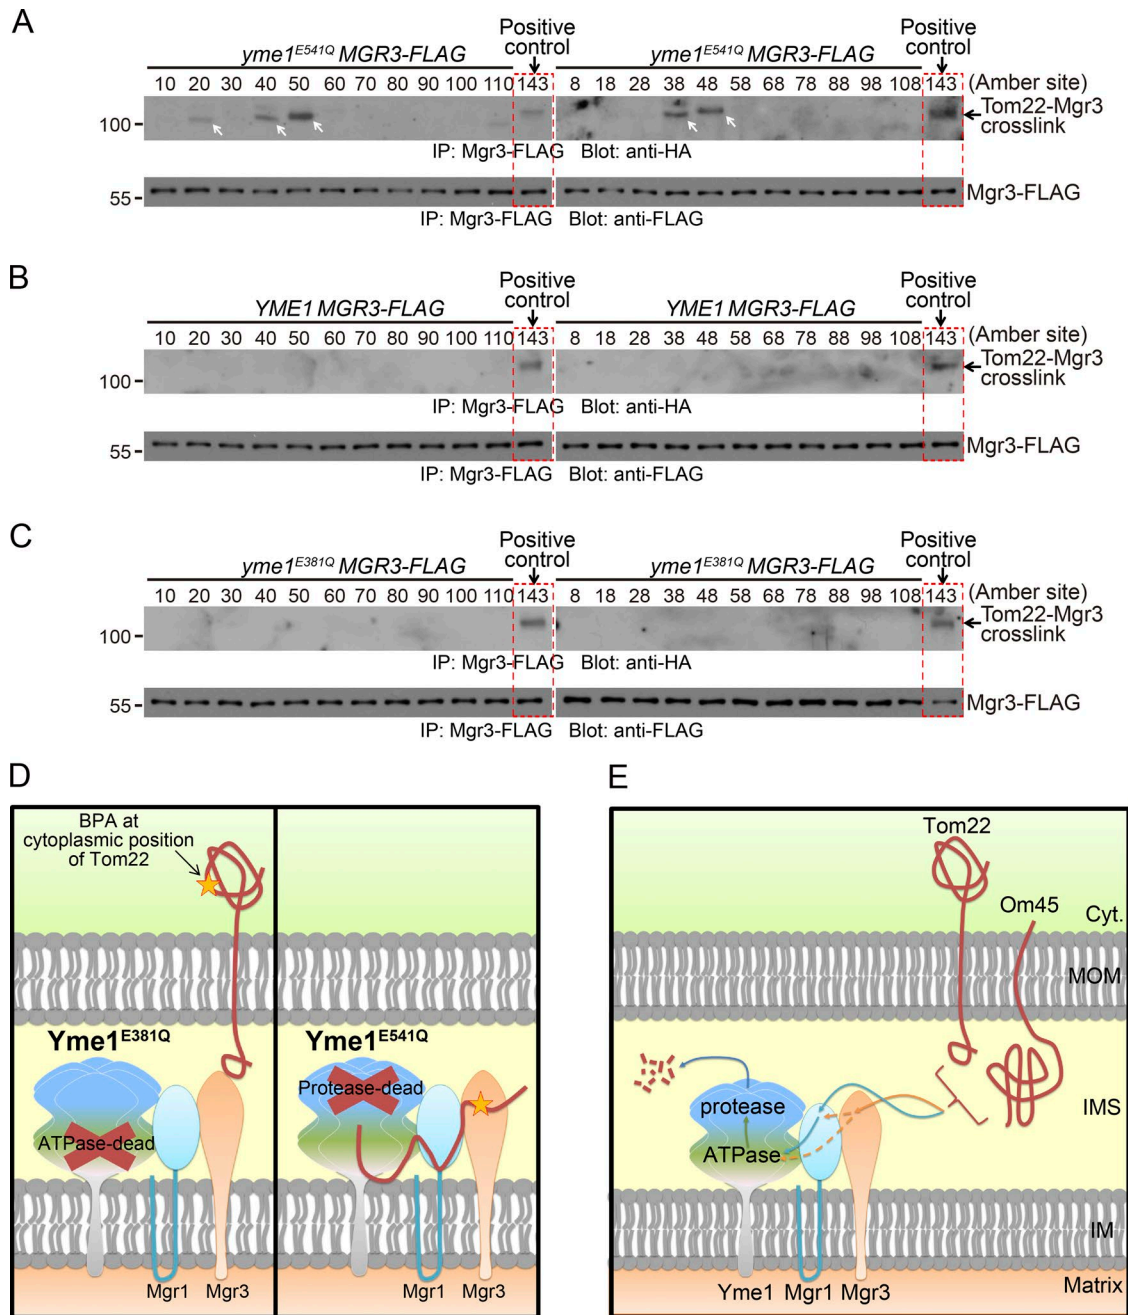 A
Positive control
yme1E541Q MGR3-FLAG
10 20 30 40 50 60 70 80 90 100 110 143
Positive control
yme1E541Q MGR3-FLAG
8 18 28 38 48 58 68 78 88 98 108 143 (Amber site)
100
Tom22-Mgr3
crosslink
IP: Mgr3-FLAG Blot: anti-HA
55
Mgr3-FLAG
IP: Mgr3-FLAG Blot: anti-FLAG
B
Positive control
YME1 MGR3-FLAG
10 20 30 40 50 60 70 80 90 100 110 143
Positive control
YME1 MGR3-FLAG
8 18 28 38 48 58 68 78 88 98 108 143 (Amber site)
100
Tom22-Mgr3
crosslink
IP: Mgr3-FLAG Blot: anti-HA
55
Mgr3-FLAG
IP: Mgr3-FLAG Blot: anti-FLAG
C
Positive control
yme1E381Q MGR3-FLAG
10 20 30 40 50 60 70 80 90 100 110 143
Positive control
yme1E381Q MGR3-FLAG
8 18 28 38 48 58 68 78 88 98 108 143 (Amber site)
100
Tom22-Mgr3
crosslink
IP: Mgr3-FLAG Blot: anti-HA
55
Mgr3-FLAG
IP: Mgr3-FLAG Blot: anti-FLAG
D
BPA at
cytoplasmic position
of Tom22
Yme1E381Q
ATPase-dead
Mgr1 Mgr3
Yme1E541Q
Protease-dead
Mgr1 Mgr3
E
Tom22
Om45
Cyt.
MOM
IMS
protease
ATPase
IM
Yme1 Mgr1 Mgr3
Matrix